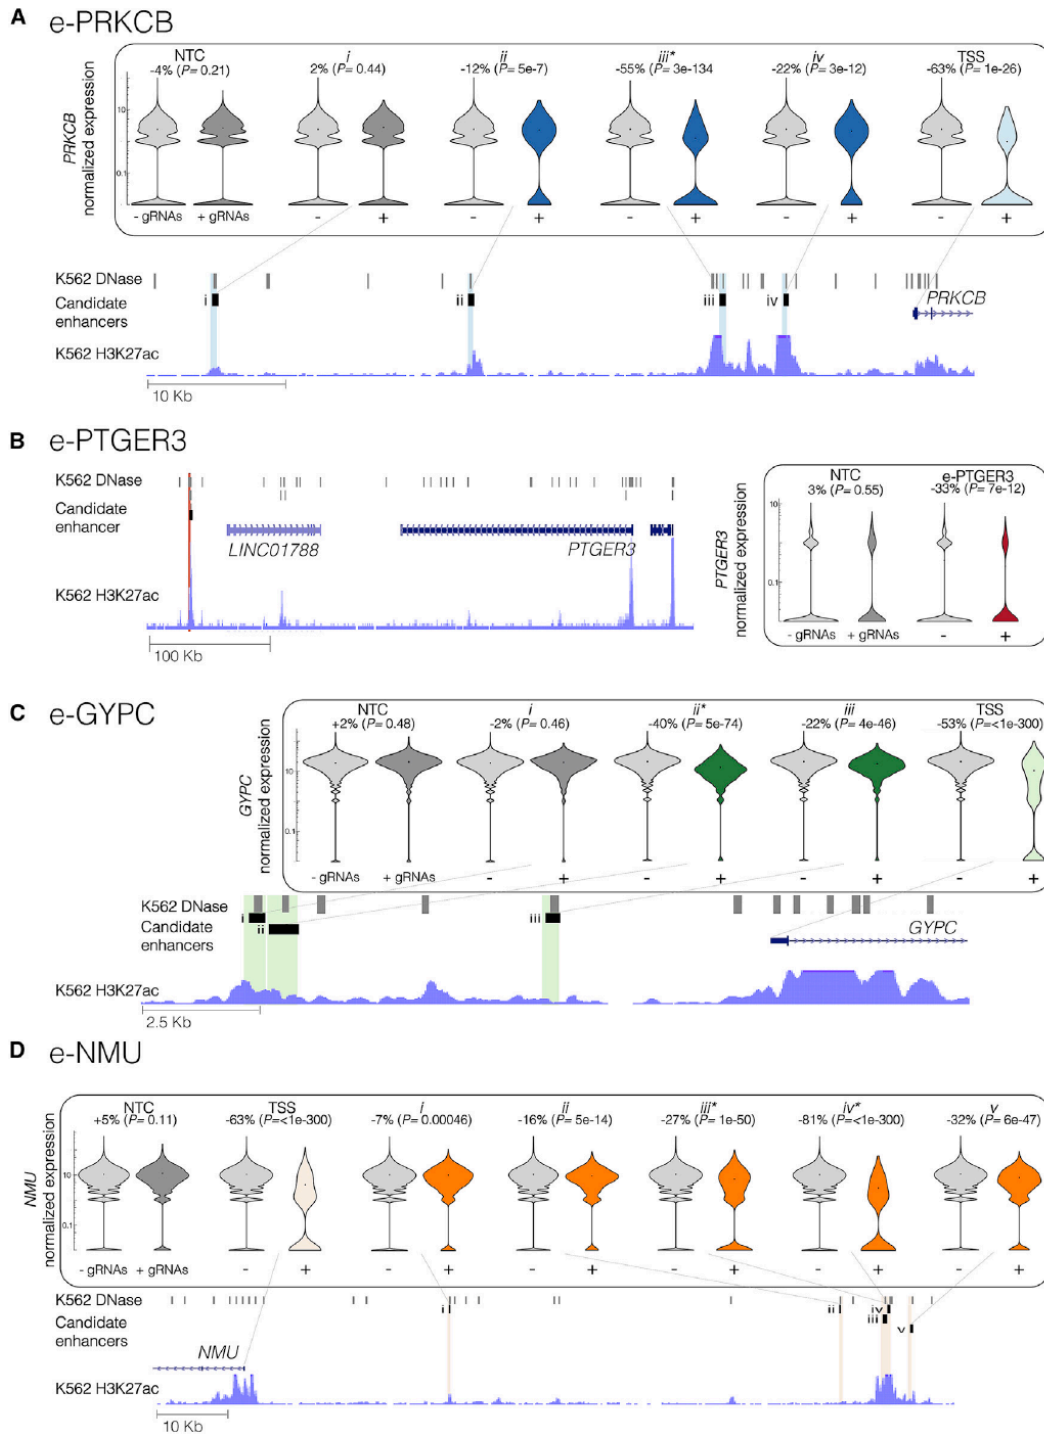 A e-PRKCB
NTC i ii iii* iv TSS
-4% (P= 0.21) 2% (P= 0.44) -12% (P= 5e-7) -55% (P= 3e-134 -22% (P= 3e-12) -63% (P= 1e-26)
PRKCB
normalized expression
10
0.1
- gRNAs + gRNAs - + - + - + - + - +
K562 DNase
Candidate
enhancers
i ii iii iv PRKCB
K562 H3K27ac
10 Kb
B e-PTGER3
K562 DNase
Candidate
enhancer
LINC01788 PTGER3
K562 H3K27ac
100 Kb
NTC e-PTGER3
3% (P= 0.55) -33% (P= 7e-12)
PTGER3
normalized expression
0.1
- gRNAs + gRNAs - +
C e-GYPC
NTC i ii* iii TSS
+2% (P= 0.48) -2% (P= 0.46) -40% (P= 5e-74) -22% (P= 4e-46) -53% (P=<1e-300)
GYPC
normalized expression
10
0.1
- gRNAs + gRNAs - + - + - + - +
K562 DNase
Candidate
enhancers
i ii iii GYPC
K562 H3K27ac
2.5 Kb
D e-NMU
NTC TSS i ii iii* iv* v
+5% (P= 0.11) -63% (P=<1e-300) -7% (P= 0.00046) -16% (P= 5e-14) -27% (P= 1e-50) -81% (P=<1e-300) -32% (P= 6e-47)
NMU
normalized expression
10
0.1
- gRNAs + gRNAs - + - + - + - + - + - +
K562 DNase
Candidate
enhancers
i ii iv
iii
v
NMU
K562 H3K27ac
10 Kb